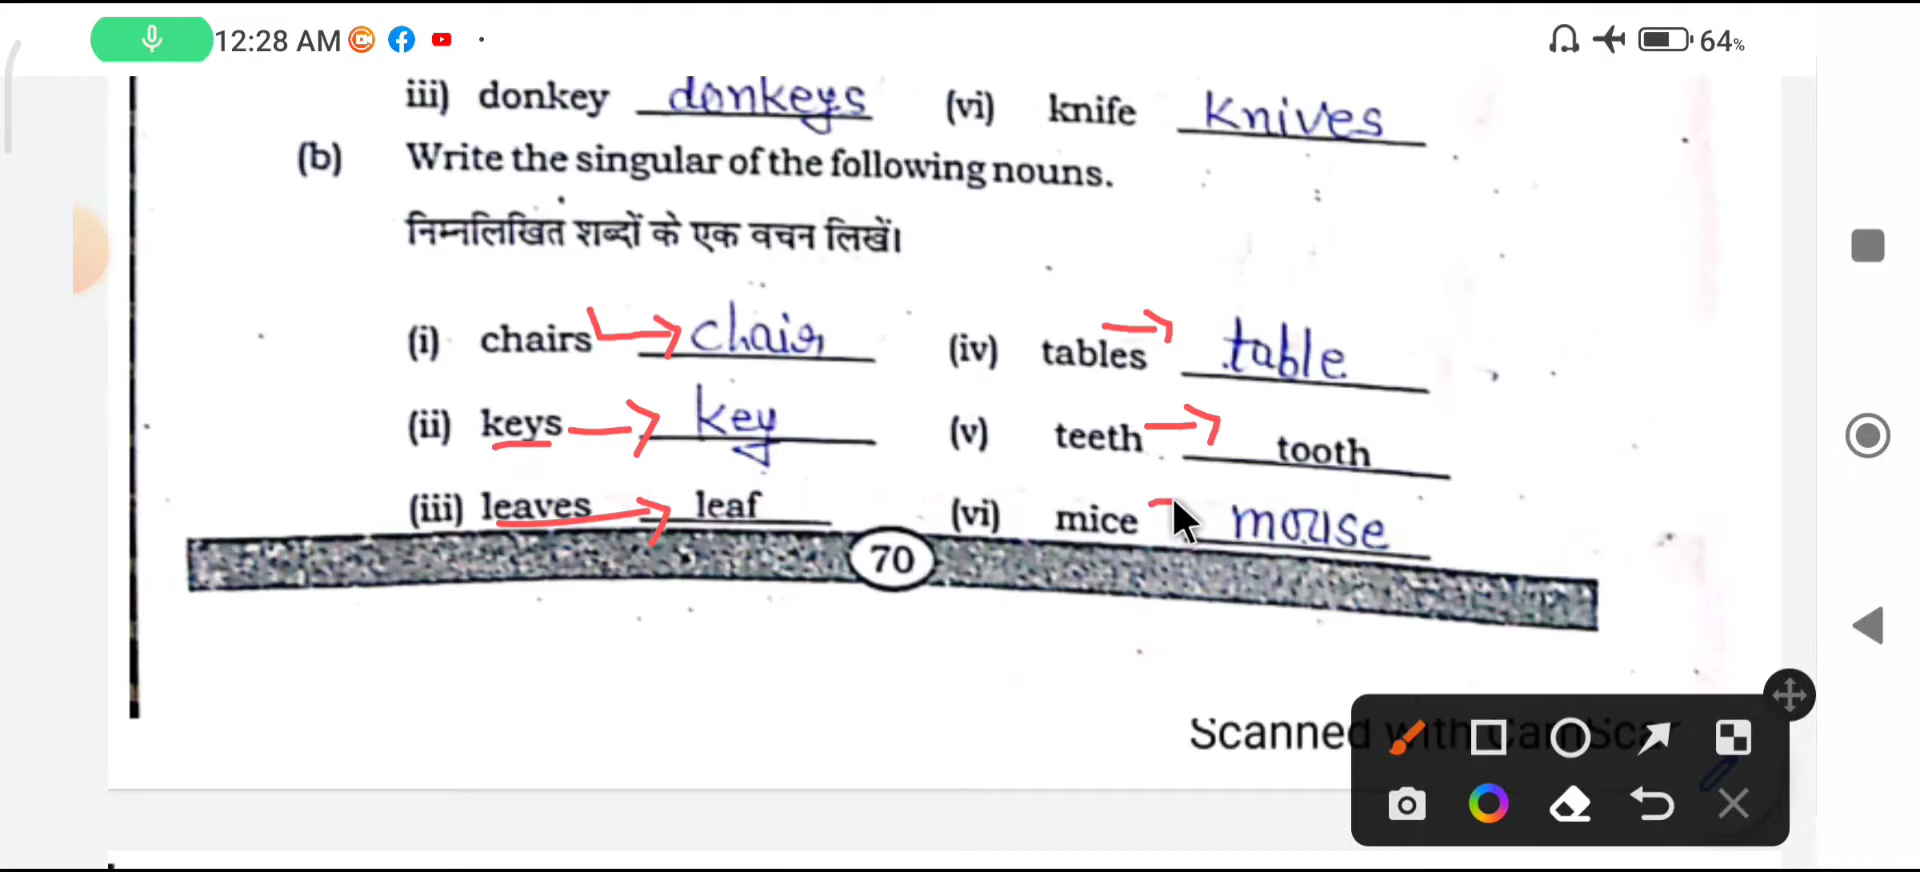 12:28 AM 64%
iii) donkey donkeys (vi) knife knives
(b) Write the singular of the following nouns.
निम्नलिखित शब्दों के एक वचन लिखें।
(i) chairs chair (iv) tables table
(ii) keys key (v) teeth tooth
(iii) leaves leaf (vi) mice mouse
70
Scanned with CamScan